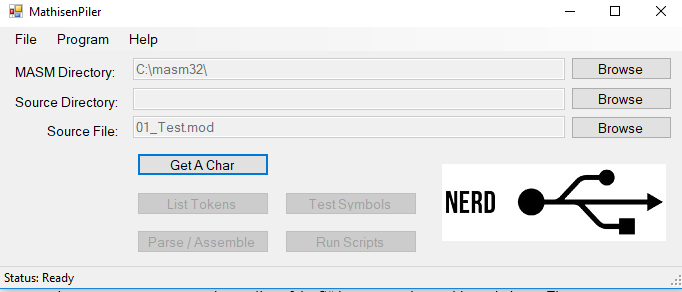 MathisenPiler
File Program Help
MASM Directory: C:\masm32\ Browse
Source Directory: Browse
Source File: 01_Test.mod Browse
Get A Char
List Tokens Test Symbols
Parse / Assemble Run Scripts
NERD
Status: Ready